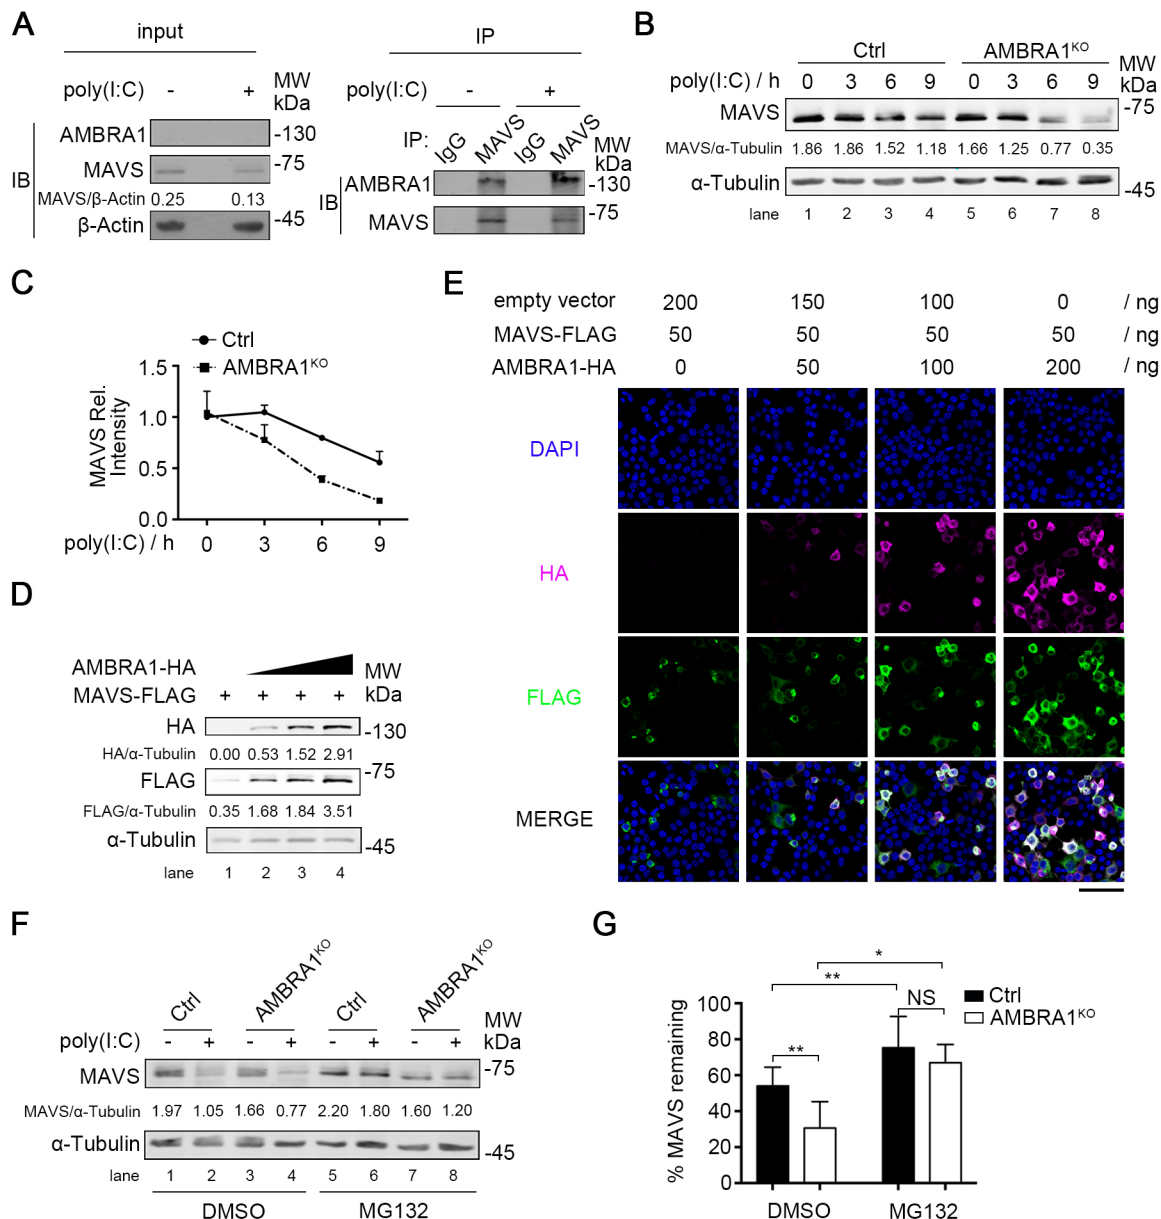 A
input
IP
poly(I:C) - + MW kDa
AMBRA1 -130
MAVS -75
MAVS/β-Actin 0.25 0.13
β-Actin -45
IB
poly(I:C) - +
IP: IgG MAVS IgG MAVS MW kDa
AMBRA1 -130
MAVS -75
IB
B
Ctrl AMBRA1KO MW kDa
poly(I:C) / h 0 3 6 9 0 3 6 9
MAVS -75
MAVS/α-Tubulin 1.86 1.86 1.52 1.18 1.66 1.25 0.77 0.35
α-Tubulin -45
lane 1 2 3 4 5 6 7 8
C
Ctrl
AMBRA1KO
MAVS Rel. Intensity
1.5
1.0
0.5
0.0
poly(I:C) / h 0 3 6 9
D
AMBRA1-HA MW kDa
MAVS-FLAG + + + +
HA -130
HA/α-Tubulin 0.00 0.53 1.52 2.91
FLAG -75
FLAG/α-Tubulin 0.35 1.68 1.84 3.51
α-Tubulin -45
lane 1 2 3 4
E
empty vector 200 150 100 0 / ng
MAVS-FLAG 50 50 50 50 / ng
AMBRA1-HA 0 50 100 200 / ng
DAPI
HA
FLAG
MERGE
F
Ctrl AMBRA1KO Ctrl AMBRA1KO MW kDa
poly(I:C) - + - + - + - +
MAVS -75
MAVS/α-Tubulin 1.97 1.05 1.66 0.77 2.20 1.80 1.60 1.20
α-Tubulin -45
lane 1 2 3 4 5 6 7 8
DMSO MG132
G
*
**
NS
**
Ctrl
AMBRA1KO
% MAVS remaining
100
80
60
40
20
0
DMSO MG132